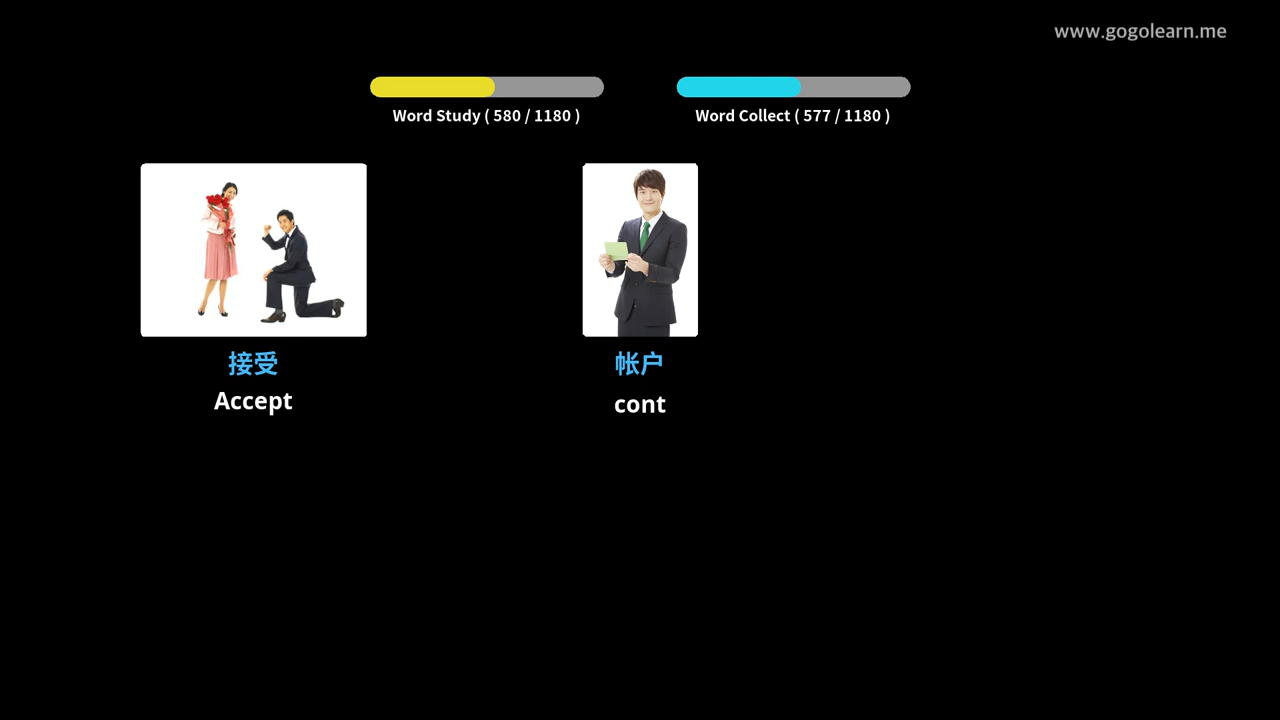 www.gogolearn.me
Word Study ( 580 / 1180 )
Word Collect ( 577 / 1180 )
接受
Accept
帐户
cont